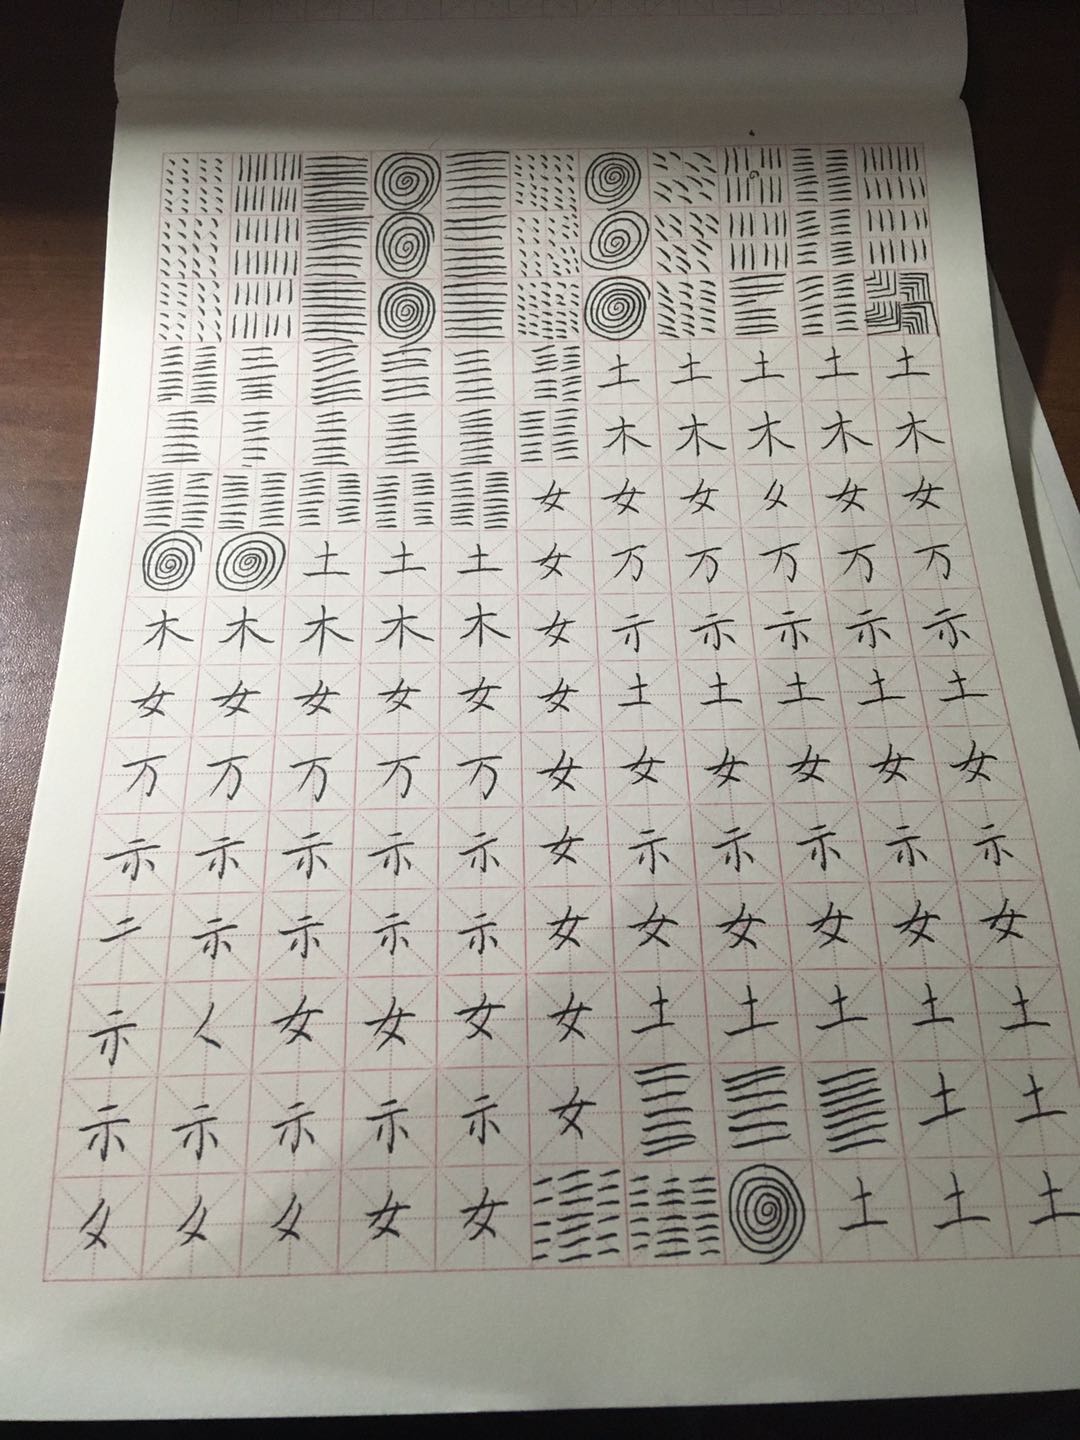 土 土 土 土 土
木 木 木 木 木
女 女 女 女 女
土 土 土 女 万 万 万 万 万
木 木 木 木 木 女 亍 示 示 示 示
女 女 女 女 女 女 土 土 土 土 土
万 万 万 万 万 女 女 女 女 女 女
示 示 示 示 示 女 示 示 示 示 示
二 示 示 示 示 女 女 女 女 女 女
示 女 女 女 女 土 土 土 土 土
示 示 示 示 示 女 土 土
女 女 土 土 土